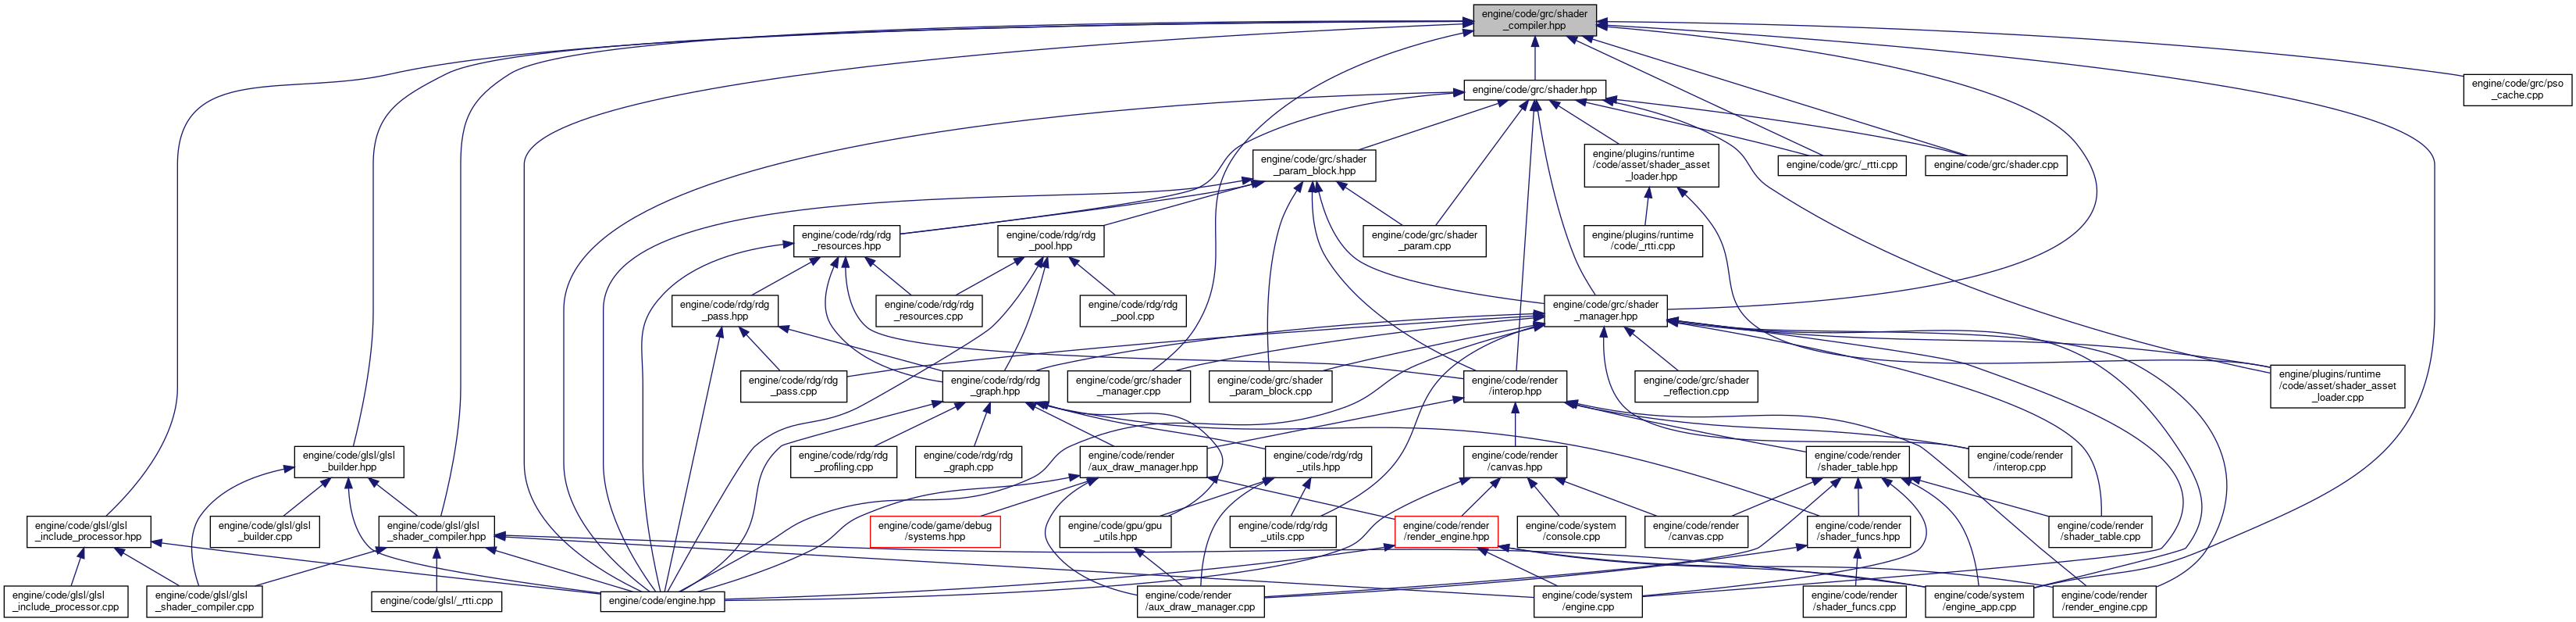 engine/code/grc/shader
_compiler.hpp
engine/code/grc/shader.hpp
engine/code/grc/pso
_cache.cpp
engine/code/grc/shader
_param_block.hpp
engine/plugins/runtime
/code/asset/shader_asset
_loader.hpp
engine/code/grc/_rtti.cpp
engine/code/grc/shader.cpp
engine/code/rdg/rdg
_resources.hpp
engine/code/rdg/rdg
_pool.hpp
engine/code/grc/shader
_param.cpp
engine/plugins/runtime
/code/_rtti.cpp
engine/code/rdg/rdg
_pass.hpp
engine/code/rdg/rdg
_resources.cpp
engine/code/rdg/rdg
_pool.cpp
engine/code/grc/shader
_manager.hpp
engine/code/rdg/rdg
_pass.cpp
engine/code/rdg/rdg
_graph.hpp
engine/code/grc/shader
_manager.cpp
engine/code/grc/shader
_param_block.cpp
engine/code/render
/interop.hpp
engine/code/grc/shader
_reflection.cpp
engine/plugins/runtime
/code/asset/shader_asset
_loader.cpp
engine/code/glsl/glsl
_builder.hpp
engine/code/rdg/rdg
_profiling.cpp
engine/code/rdg/rdg
_graph.cpp
engine/code/render
/aux_draw_manager.hpp
engine/code/rdg/rdg
_utils.hpp
engine/code/render
/canvas.hpp
engine/code/render
/shader_table.hpp
engine/code/render
/interop.cpp
engine/code/glsl/glsl
_include_processor.hpp
engine/code/glsl/glsl
_builder.cpp
engine/code/glsl/glsl
_shader_compiler.hpp
engine/code/game/debug
/systems.hpp
engine/code/gpu/gpu
_utils.hpp
engine/code/rdg/rdg
_utils.cpp
engine/code/render
/render_engine.hpp
engine/code/system
/console.cpp
engine/code/render
/canvas.cpp
engine/code/render
/shader_funcs.hpp
engine/code/render
/shader_table.cpp
engine/code/glsl/glsl
_include_processor.cpp
engine/code/glsl/glsl
_shader_compiler.cpp
engine/code/glsl/_rtti.cpp
engine/code/engine.hpp
engine/code/render
/aux_draw_manager.cpp
engine/code/system
/engine.cpp
engine/code/render
/shader_funcs.cpp
engine/code/system
/engine_app.cpp
engine/code/render
/render_engine.cpp